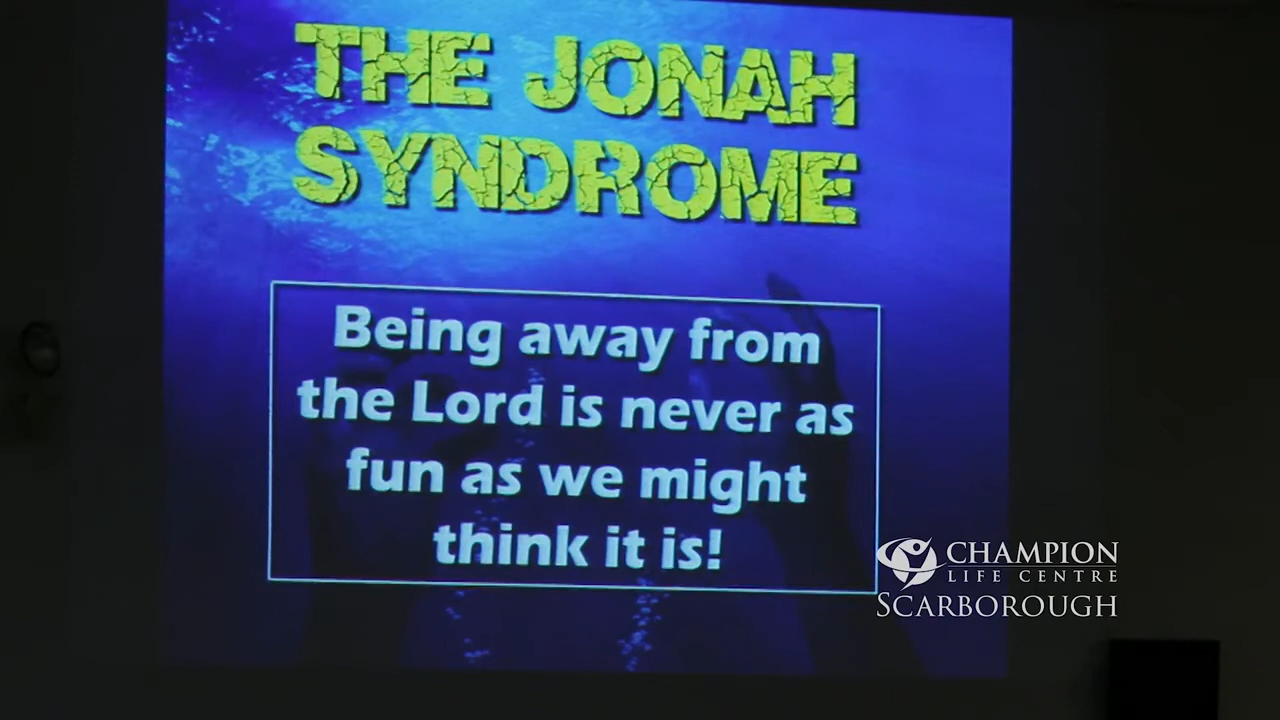 THE JONAH
SYNDROME
Being away from
the Lord is never as
fun as we might
think it is!
CHAMPION
LIFE CENTRE
SCARBOROUGH